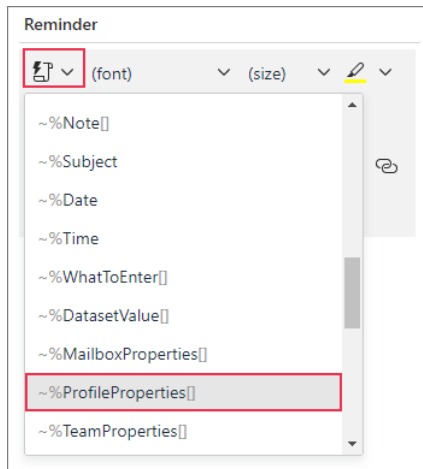 Reminder
(font) (size)
~%Note[]
~%Subject
~%Date
~%Time
~%WhatToEnter[]
~%DatasetValue[]
~%MailboxProperties[]
~%ProfileProperties[]
~%TeamProperties[]